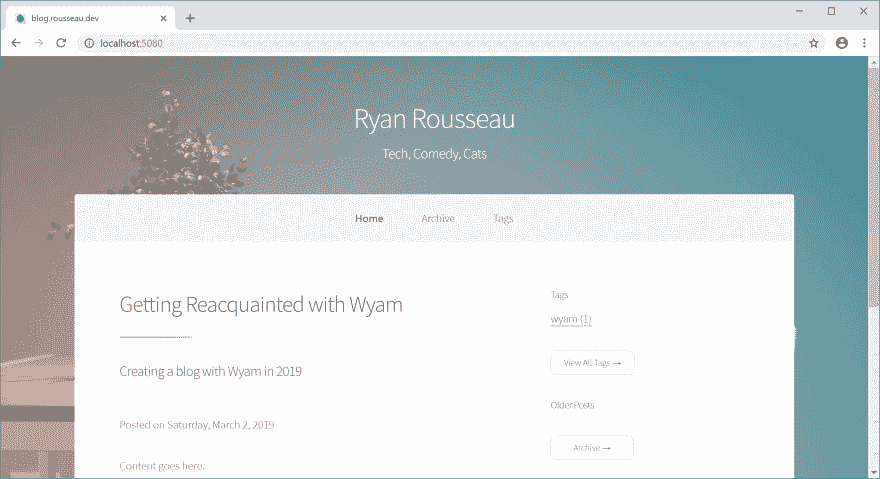 blog.rousseau.dev
localhost:5080
Ryan Rousseau
Tech, Comedy, Cats
Home Archive Tags
Getting Reacquainted with Wyam
Creating a blog with Wyam in 2019
Posted on Saturday, March 2, 2019
Content goes here.
Tags
wyam (1)
View All Tags →
Older Posts
Archive →